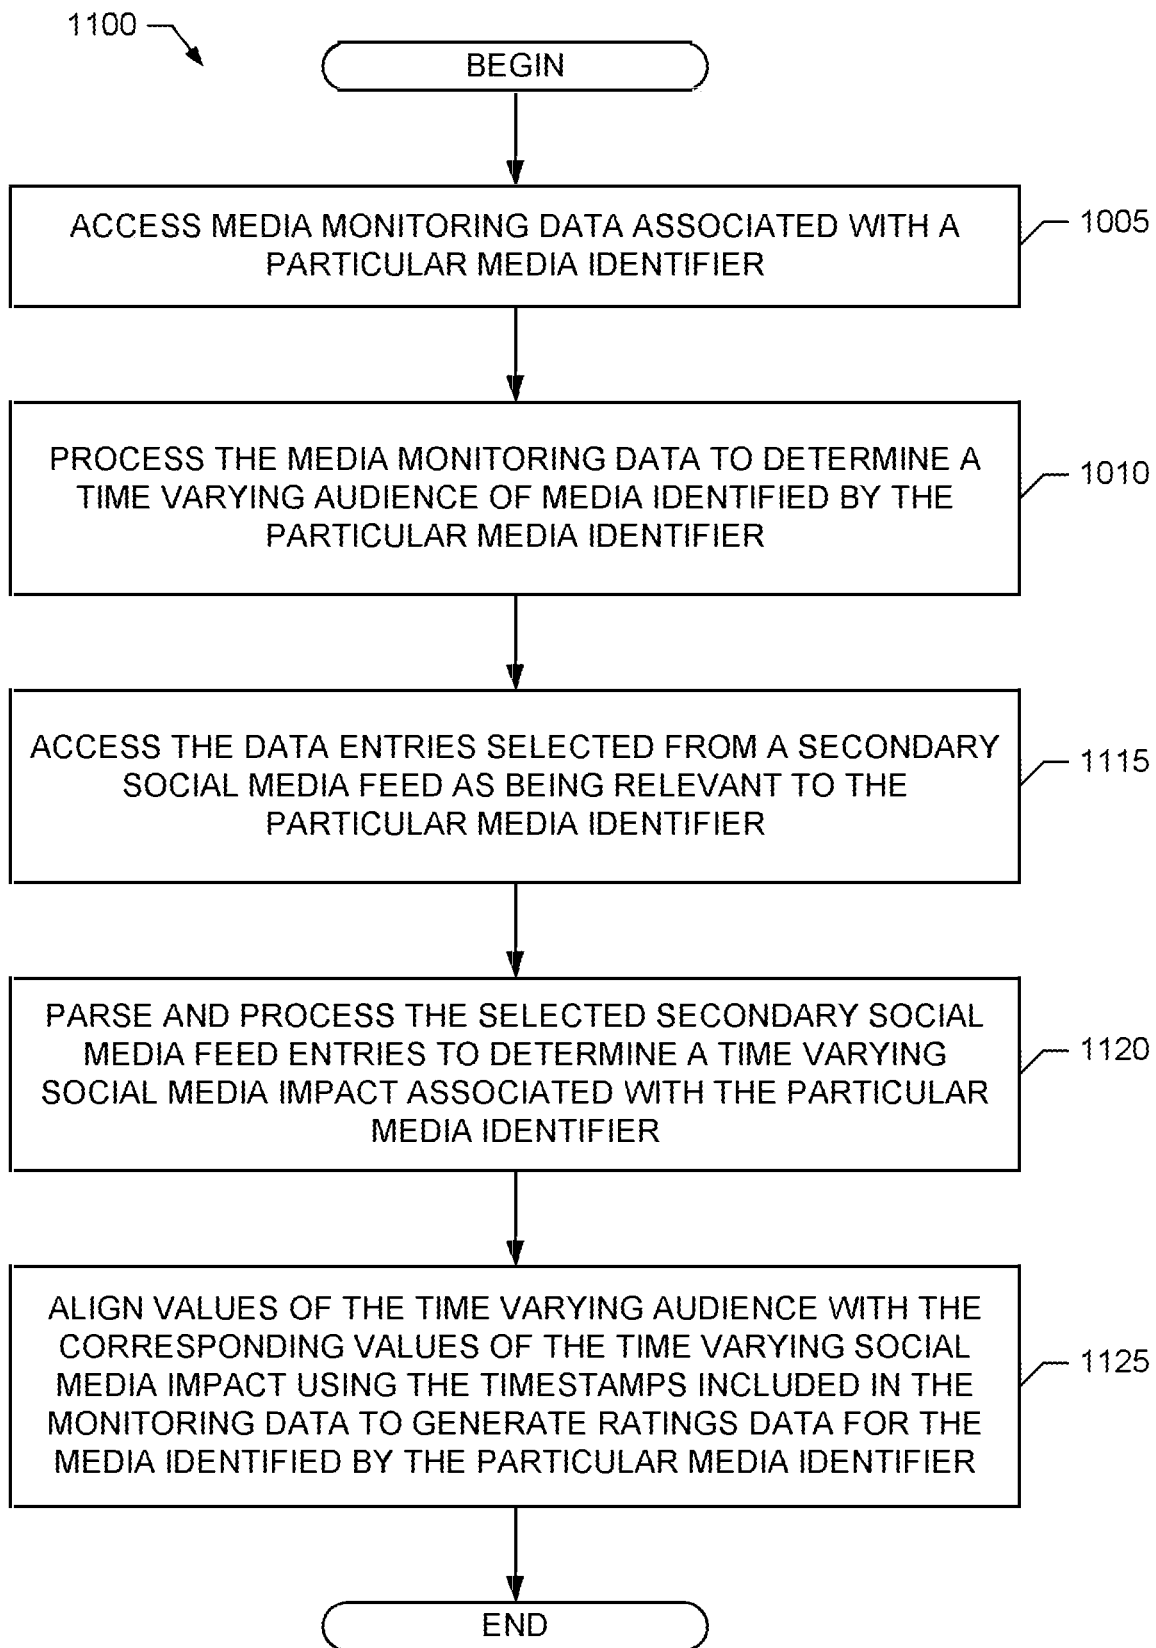 1100
BEGIN
ACCESS MEDIA MONITORING DATA ASSOCIATED WITH A
PARTICULAR MEDIA IDENTIFIER
1005
PROCESS THE MEDIA MONITORING DATA TO DETERMINE A
TIME VARYING AUDIENCE OF MEDIA IDENTIFIED BY THE
PARTICULAR MEDIA IDENTIFIER
1010
ACCESS THE DATA ENTRIES SELECTED FROM A SECONDARY
SOCIAL MEDIA FEED AS BEING RELEVANT TO THE
PARTICULAR MEDIA IDENTIFIER
1115
PARSE AND PROCESS THE SELECTED SECONDARY SOCIAL
MEDIA FEED ENTRIES TO DETERMINE A TIME VARYING
SOCIAL MEDIA IMPACT ASSOCIATED WITH THE PARTICULAR
MEDIA IDENTIFIER
1120
ALIGN VALUES OF THE TIME VARYING AUDIENCE WITH THE
CORRESPONDING VALUES OF THE TIME VARYING SOCIAL
MEDIA IMPACT USING THE TIMESTAMPS INCLUDED IN THE
MONITORING DATA TO GENERATE RATINGS DATA FOR THE
MEDIA IDENTIFIED BY THE PARTICULAR MEDIA IDENTIFIER
1125
END